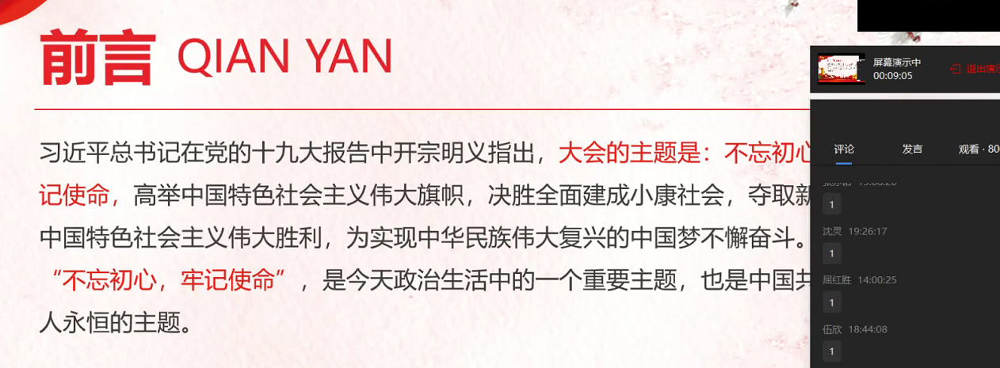 前言 QIAN YAN
习近平总书记在党的十九大报告中开宗明义指出，大会的主题是：不忘初心
记使命，高举中国特色社会主义伟大旗帜，决胜全面建成小康社会，夺取新
中国特色社会主义伟大胜利，为实现中华民族伟大复兴的中国梦不懈奋斗。
“不忘初心，牢记使命”，是今天政治生活中的一个重要主题，也是中国共
人永恒的主题。
屏幕演示中
00:09:05
退出演示
评论 发言 观看 · 80
1
沈灵 19:26:17
1
屈红胜 14:00:25
1
伍欣 18:44:08
1